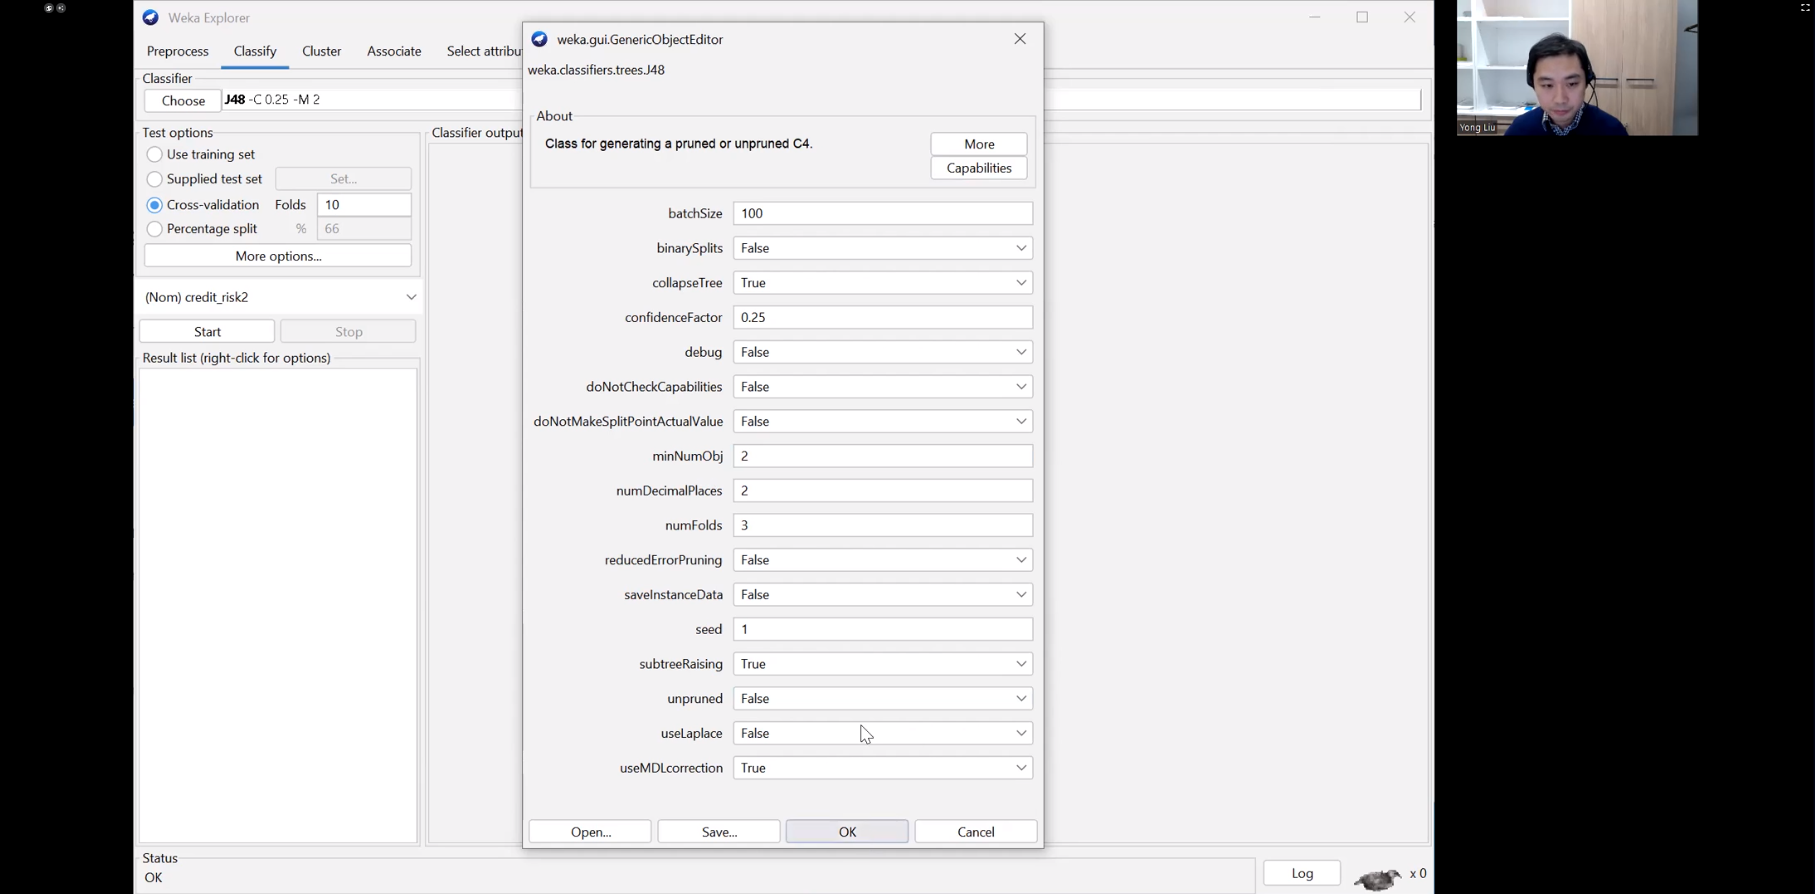 Weka Explorer
Preprocess Classify Cluster Associate Select attribu
Classifier
Choose J48 -C 0.25 -M 2
Test options
Use training set
Supplied test set Set...
Cross-validation Folds 10
Percentage split % 66
More options...
(Nom) credit_risk2
Start Stop
Result list (right-click for options)
Classifier outpu
weka.gui.GenericObjectEditor
weka.classifiers.trees.J48
About
Class for generating a pruned or unpruned C4.
More
Capabilities
batchSize 100
binarySplits False
collapseTree True
confidenceFactor 0.25
debug False
doNotCheckCapabilities False
doNotMakeSplitPointActualValue False
minNumObj 2
numDecimalPlaces 2
numFolds 3
reducedErrorPruning False
saveInstanceData False
seed 1
subtreeRaising True
unpruned False
useLaplace False
useMDLcorrection True
Open... Save... OK Cancel
Status
OK
Log x 0
Yong Liu